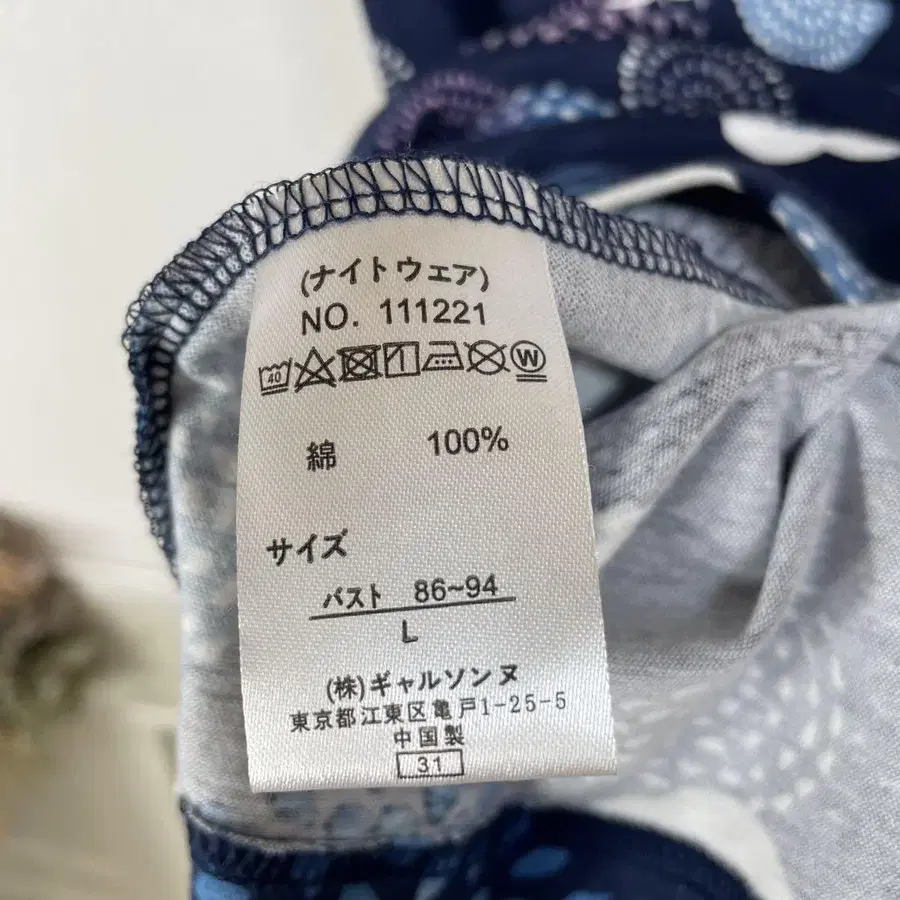 (ナイトウエア)
NO. 111221
40 W
綿 100%
サイズ
バスト 86~94
L
(株)ギャルソンヌ
東京都江東区亀戸1-25-5
中国製
31